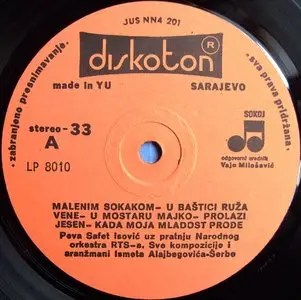 JUS NN4 201
diskoton®
made in YU
SARAJEVO
· zabranjeno presnimavanje ·
· sva prava pridržana ·
stereo - 33
A
LP 8010
SOKOJ
odgovorni urednik
Vajo Milošević
MALENIM SOKAKOM- U BAŠTICI RUŽA
VENE- U MOSTARU MAJKO- PROLAZI
JESEN- KADA MOJA MLADOST PROĐE
Peva Safet Isović uz pratnju Narodnog
orkestra RTS-a. Sve kompozicije i
aranžmani Ismeta Alajbegovića-Šerbe